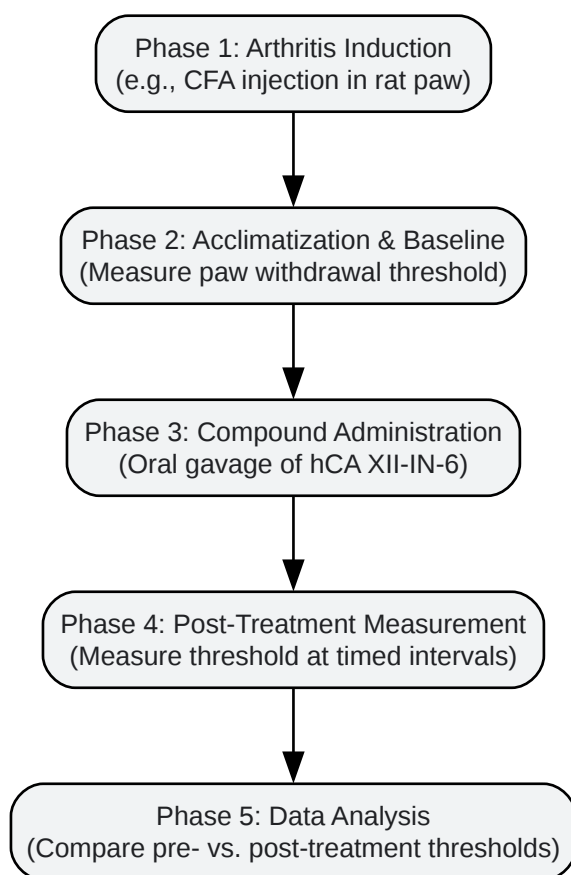 Phase 1: Arthritis Induction
(e.g., CFA injection in rat paw)
Phase 2: Acclimatization & Baseline
(Measure paw withdrawal threshold)
Phase 3: Compound Administration
(Oral gavage of hCA XII-IN-6)
Phase 4: Post-Treatment Measurement
(Measure threshold at timed intervals)
Phase 5: Data Analysis
(Compare pre- vs. post-treatment thresholds)